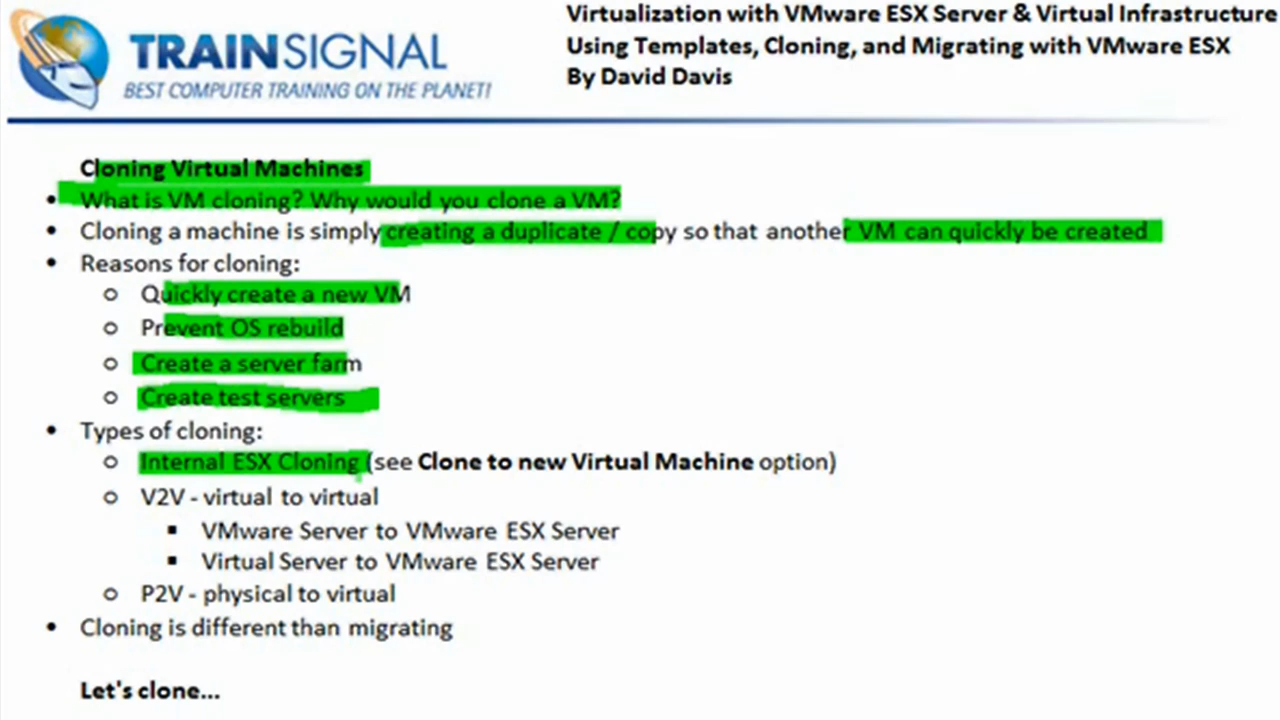 TRAINSIGNAL
BEST COMPUTER TRAINING ON THE PLANET!
Virtualization with VMware ESX Server & Virtual Infrastructure
Using Templates, Cloning, and Migrating with VMware ESX
By David Davis
Cloning Virtual Machines
• What is VM cloning? Why would you clone a VM?
• Cloning a machine is simply creating a duplicate / copy so that another VM can quickly be created
• Reasons for cloning:
o Quickly create a new VM
o Prevent OS rebuild
o Create a server farm
o Create test servers
• Types of cloning:
o Internal ESX Cloning (see Clone to new Virtual Machine option)
o V2V - virtual to virtual
▪ VMware Server to VMware ESX Server
▪ Virtual Server to VMware ESX Server
o P2V - physical to virtual
• Cloning is different than migrating
Let's clone...